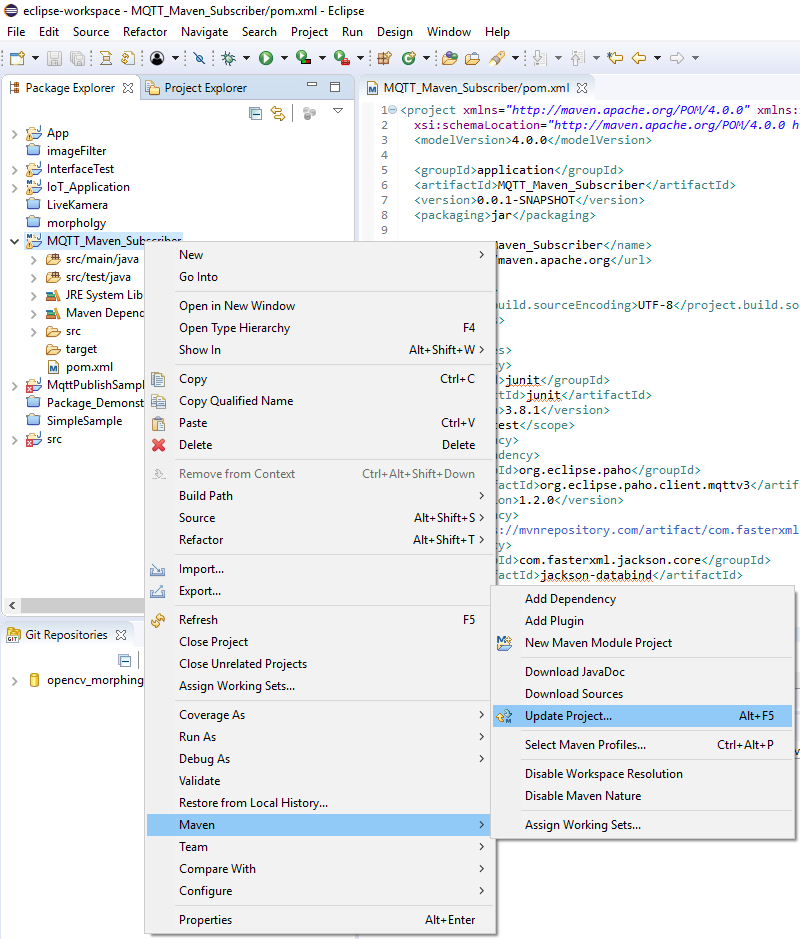 eclipse-workspace - MQTT_Maven_Subscriber/pom.xml - Eclipse
File Edit Source Refactor Navigate Search Project Run Design Window Help
Package Explorer
Project Explorer
App
imageFilter
InterfaceTest
IoT_Application
LiveKamera
morpholgy
MQTT_Maven_Subscriber
src/main/java
src/test/java
JRE System Lib
Maven Depend
src
target
pom.xml
MqttPublishSampl
Package_Demonst
SimpleSample
src
Git Repositories
GIT
opencv_morphing
MQTT_Maven_Subscriber/pom.xml
1 <project xmlns="http://maven.apache.org/POM/4.0.0" xmlns:
2 xsi:schemaLocation="http://maven.apache.org/POM/4.0.0 h
3 <modelVersion>4.0.0</modelVersion>
4
5 <groupId>application</groupId>
6 <artifactId>MQTT_Maven_Subscriber</artifactId>
7 <version>0.0.1-SNAPSHOT</version>
8 <packaging>jar</packaging>
9
Maven_Subscriber</name>
/maven.apache.org</url>
uild.sourceEncoding>UTF-8</project.build.so
s>
es>
y>
Id>junit</groupId>
tId>junit</artifactId>
>3.8.1</version>
est</scope>
cy>
dency>
Id>org.eclipse.paho</groupId>
factId>org.eclipse.paho.client.mqttv3</artif
on>1.2.0</version>
cy>
s://mvnrepository.com/artifact/com.fasterxml
y>
Id>com.fasterxml.jackson.core</groupId>
factId>jackson-databind</artifactId>
New
Go Into
Open in New Window
Open Type Hierarchy F4
Show In Alt+Shift+W
Copy Ctrl+C
Copy Qualified Name
Paste Ctrl+V
Delete Delete
Remove from Context Ctrl+Alt+Shift+Down
Build Path
Source Alt+Shift+S
Refactor Alt+Shift+T
Import...
Export...
Refresh F5
Close Project
Close Unrelated Projects
Assign Working Sets...
Coverage As
Run As
Debug As
Validate
Restore from Local History...
Maven
Team
Compare With
Configure
Properties Alt+Enter
Add Dependency
Add Plugin
New Maven Module Project
Download JavaDoc
Download Sources
Update Project... Alt+F5
Select Maven Profiles... Ctrl+Alt+P
Disable Workspace Resolution
Disable Maven Nature
Assign Working Sets...